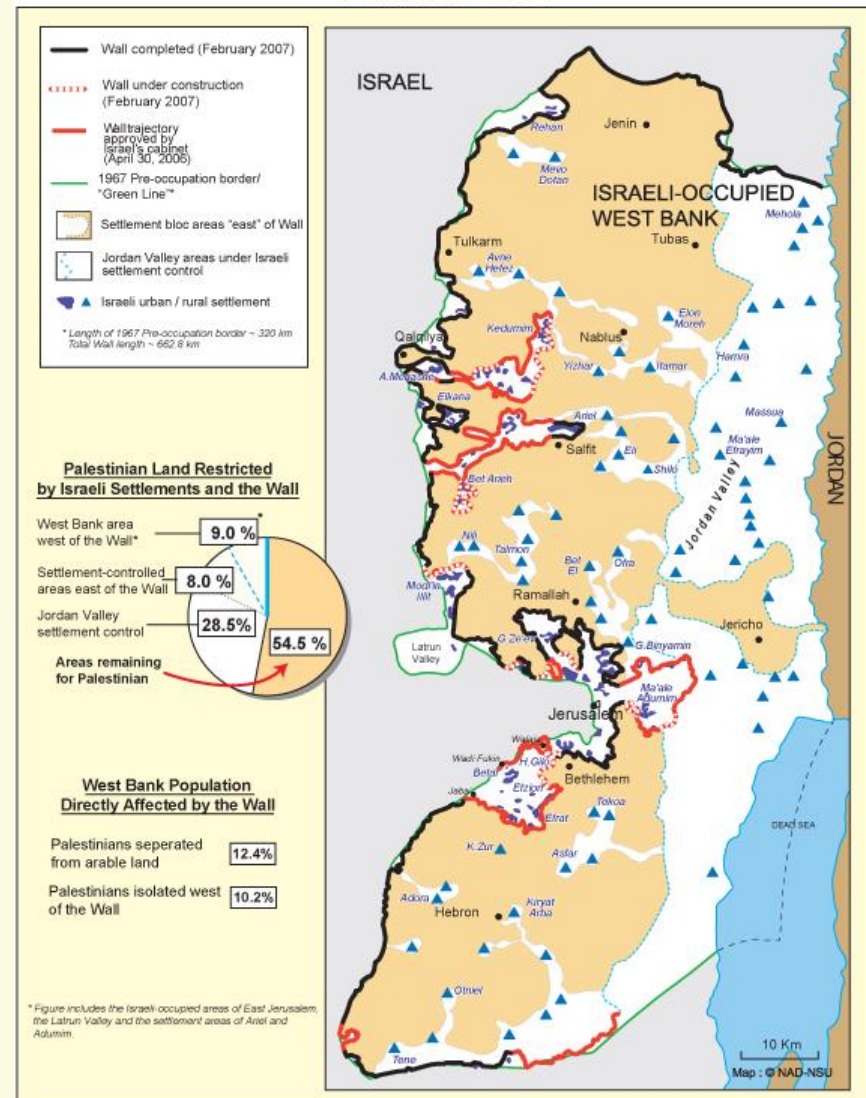 Wall completed (February 2007)
Wall under construction
(February 2007)
Walltrajectory
approved by
Israel's cabinet
(April 30, 2006)
1967 Pre-occupation border/
"Green Line"*
Settlement bloc areas "east" of Wall
Jordan Valley areas under Israeli
settlement control
Israeli urban / rural settlement
* Length of 1967 Pre-occupation border ~ 320 km
Total Wall length ~ 662.8 km
Palestinian Land Restricted
by Israeli Settlements and the Wall
West Bank area
west of the Wall*
9.0 %
*
Settlement-controlled
areas east of the Wall
8.0 %
Jordan Valley
settlement control
28.5%
54.5 %
Areas remaining
for Palestinian
West Bank Population
Directly Affected by the Wall
Palestinians seperated
from arable land
12.4%
Palestinians isolated west
of the Wall
10.2%
* Figure includes the Israeli-occupied areas of East Jerusalem,
the Latrun Valley and the settlement areas of Ariel and
Adumim.
ISRAEL
Rehan
Jenin
Mevo
Dotan
ISRAELI-OCCUPIED
WEST BANK
Mehola
Tulkarm
Tubas
Avne
Hefez
Elon
Moreh
Kedumim
Nablus
Qalqiliya
Hamra
Yizhar
Itamar
Elkana
Ariel
Massua
Salfit
Eli
Ma'ale
Efrayim
Shilo
JORDAN
Bet Arieh
Jordan Valley
Nili
Talmon
Bet
El
Ofra
Modi'in
Illit
Ramallah
Jericho
G.Ze'ev
G.Binyamin
Latrun
Valley
Ma'ale
Adumim
Jerusalem
Walaja
Wadi Fukin
H.Gilo
Betar
Bethlehem
Jaba
Etzion
Efrat
Tekoa
DEAD SEA
K.Zur
Asfar
Adora
Kiryat
Arba
Hebron
Otniel
Tene
10 Km
Map : © NAD-NSU